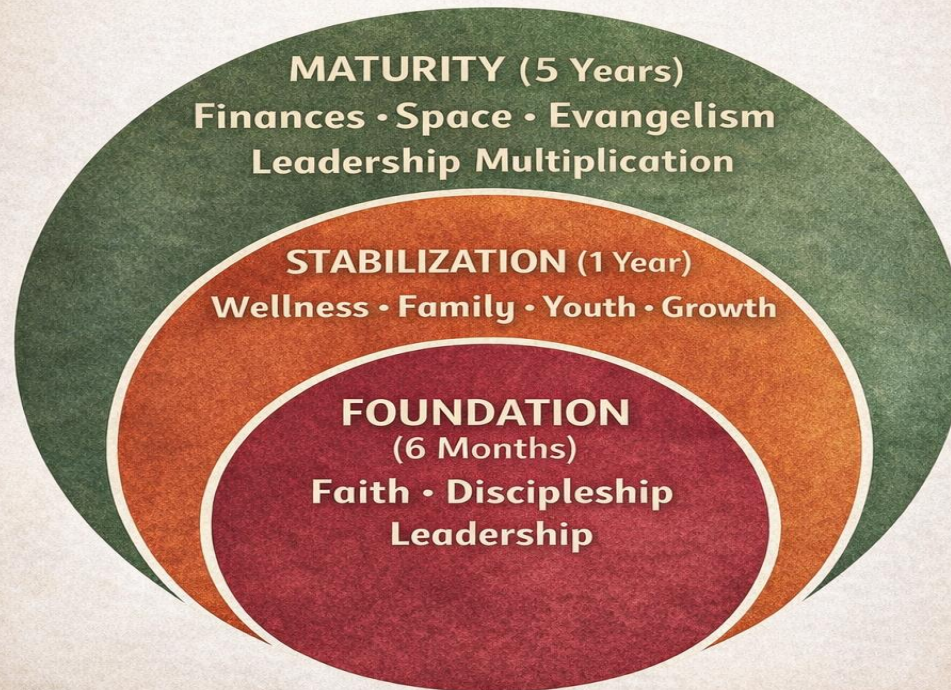 MATURITY (5 Years)
Finances • Space • Evangelism
Leadership Multiplication
STABILIZATION (1 Year)
Wellness • Family • Youth • Growth
FOUNDATION
(6 Months)
Faith • Discipleship
Leadership